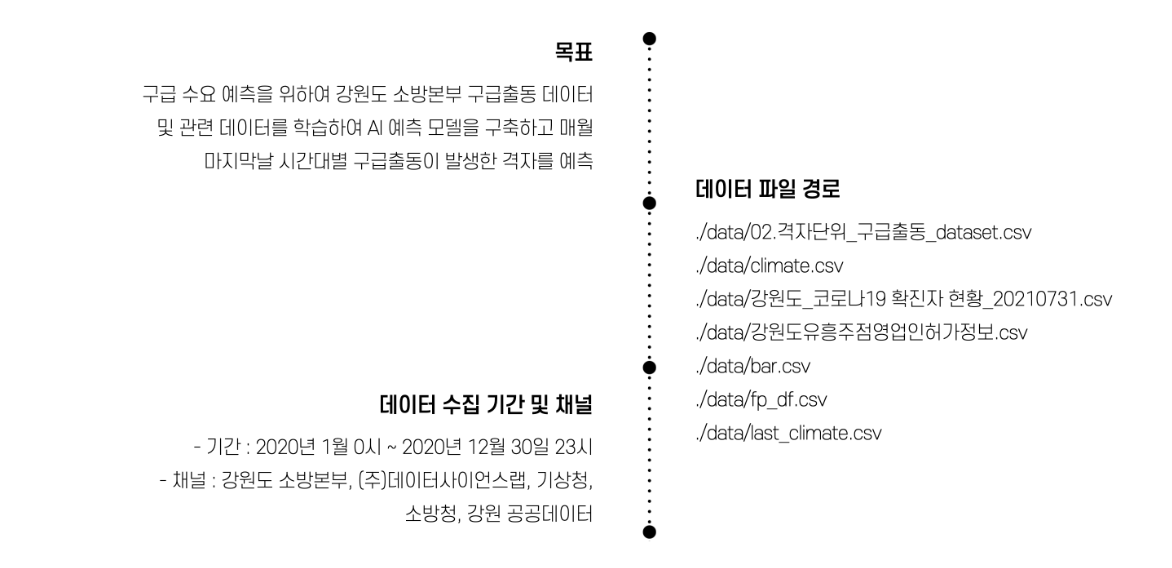 목표
구급 수요 예측을 위하여 강원도 소방본부 구급출동 데이터
및 관련 데이터를 학습하여 AI 예측 모델을 구축하고 매월
마지막날 시간대별 구급출동이 발생한 격자를 예측
데이터 파일 경로
./data/02.격자단위_구급출동_dataset.csv
./data/climate.csv
./data/강원도_코로나19 확진자 현황_20210731.csv
./data/강원도유흥주점영업인허가정보.csv
./data/bar.csv
./data/fp_df.csv
./data/last_climate.csv
데이터 수집 기간 및 채널
- 기간 : 2020년 1월 0시 ~ 2020년 12월 30일 23시
- 채널 : 강원도 소방본부, (주)데이터사이언스랩, 기상청,
소방청, 강원 공공데이터